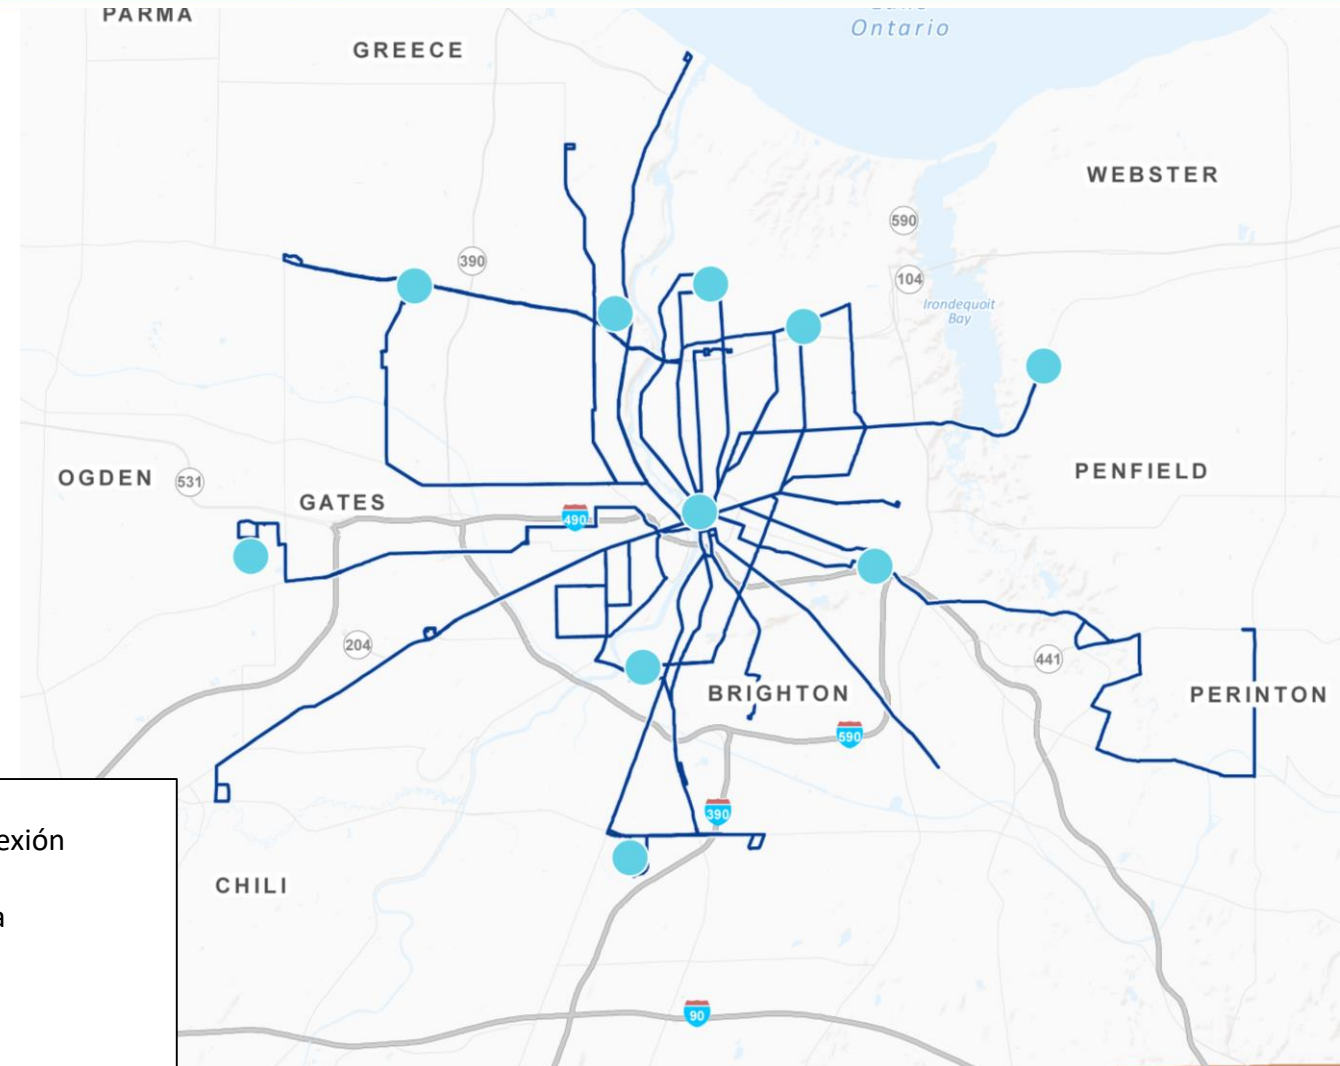 PARMA
Ontario
GREECE
WEBSTER
590
390
104
Irondequoit
Bay
OGDEN
531
GATES
490
PENFIELD
204
441
BRIGHTON
PERINTON
590
390
exión
a
CHILI
90